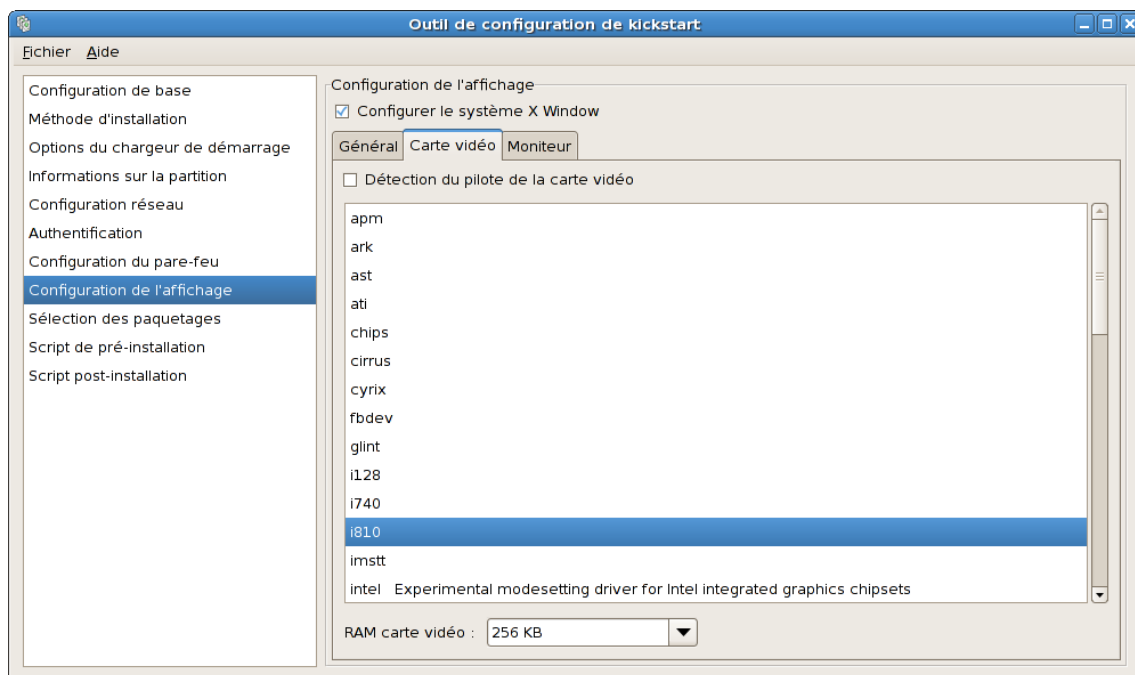 Outil de configuration de kickstart
Fichier Aide
Configuration de base
Méthode d'installation
Options du chargeur de démarrage
Informations sur la partition
Configuration réseau
Authentification
Configuration du pare-feu
Configuration de l'affichage
Sélection des paquetages
Script de pré-installation
Script post-installation
Configuration de l'affichage
Configurer le système X Window
Général Carte vidéo Moniteur
Détection du pilote de la carte vidéo
apm
ark
ast
ati
chips
cirrus
cyrix
fbdev
glint
i128
i740
i810
imstt
intel Experimental modesetting driver for Intel integrated graphics chipsets
RAM carte vidéo : 256 KB